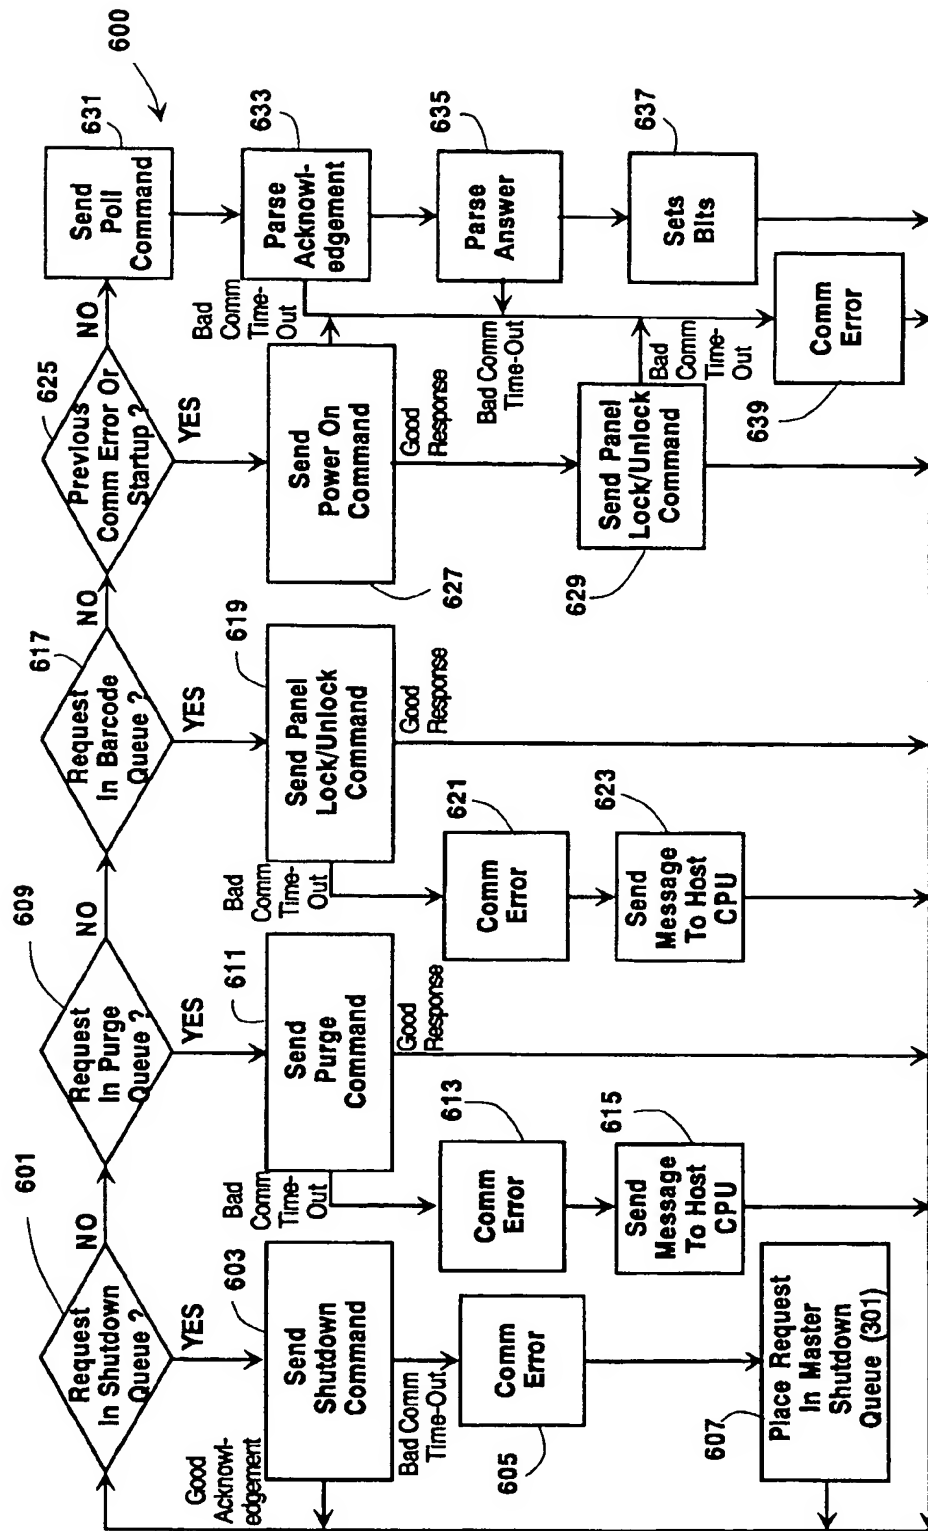 600
601
Request
In Shutdown
Queue ?
NO
YES
603
Send
Shutdown
Command
Good
Acknowl-
edgement
Bad Comm
Time-Out
Comm
Error
605
607
Place Request
In Master
Shutdown
Queue (301)
609
Request
In Purge
Queue ?
NO
YES
611
Send
Purge
Command
Bad
Comm
Time-
Out
Good
Response
613
Comm
Error
615
Send
Message
To Host
CPU
617
Request
In Barcode
Queue ?
NO
YES
619
Send Panel
Lock/Unlock
Command
Bad
Comm
Time-
Out
Good
Response
621
Comm
Error
623
Send
Message
To Host
CPU
625
Previous
Comm Error Or
Startup ?
NO
YES
Send
Power On
Command
627
Good
Response
Send Panel
Lock/Unlock
Command
629
Bad
Comm
Time-
Out
631
Send
Poll
Command
633
Parse
Acknowl-
edgement
Bad
Comm
Time-
Out
635
Parse
Answer
Bad Comm
Time-Out
637
Sets
Bits
Comm
Error
639